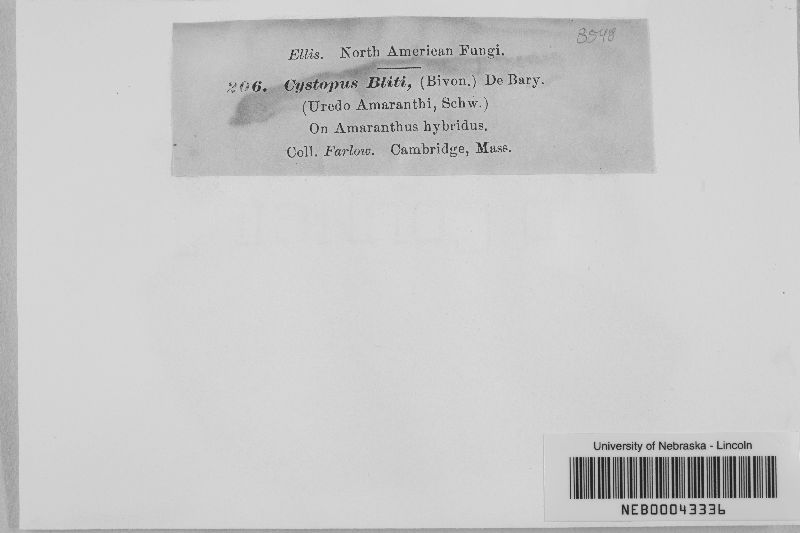 3548
Ellis. North American Fungi.
206. Cystopus Bliti, (Bivon.) De Bary.
(Uredo Amaranthi, Schw.)
On Amaranthus hybridus.
Coll. Farlow. Cambridge, Mass.
University of Nebraska - Lincoln
NEB00043336